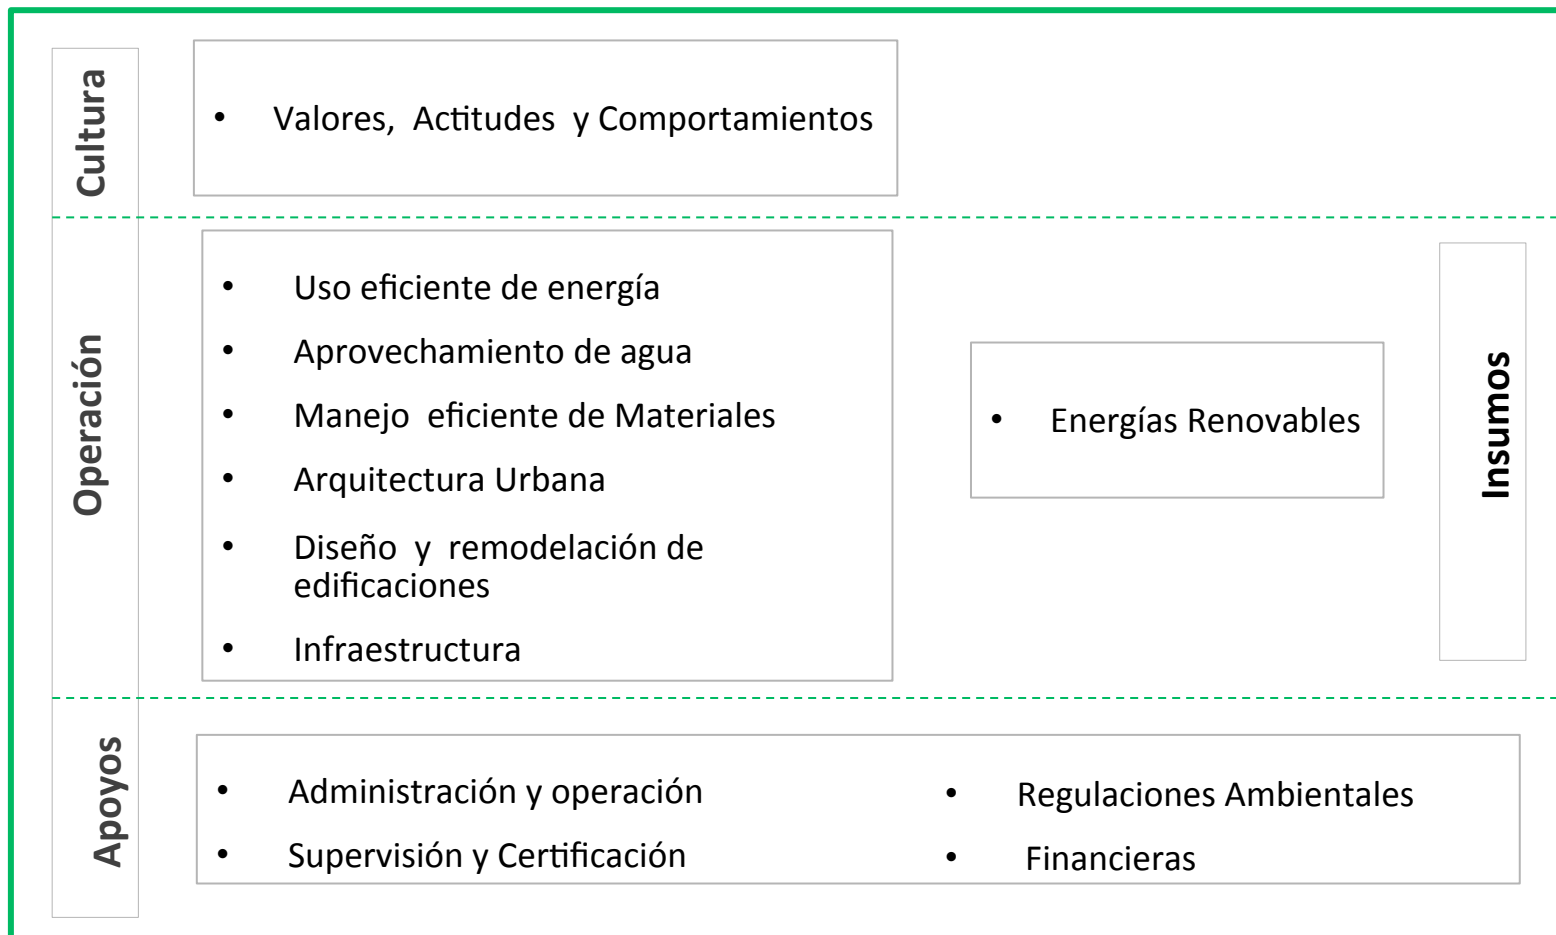 Cultura
• Valores, Actitudes y Comportamientos
Operación
• Uso eficiente de energía
• Aprovechamiento de agua
• Manejo eficiente de Materiales
• Arquitectura Urbana
• Diseño y remodelación de
edificaciones
• Infraestructura
• Energías Renovables
Insumos
Apoyos
• Administración y operación
• Supervisión y Certificación
• Regulaciones Ambientales
• Financieras